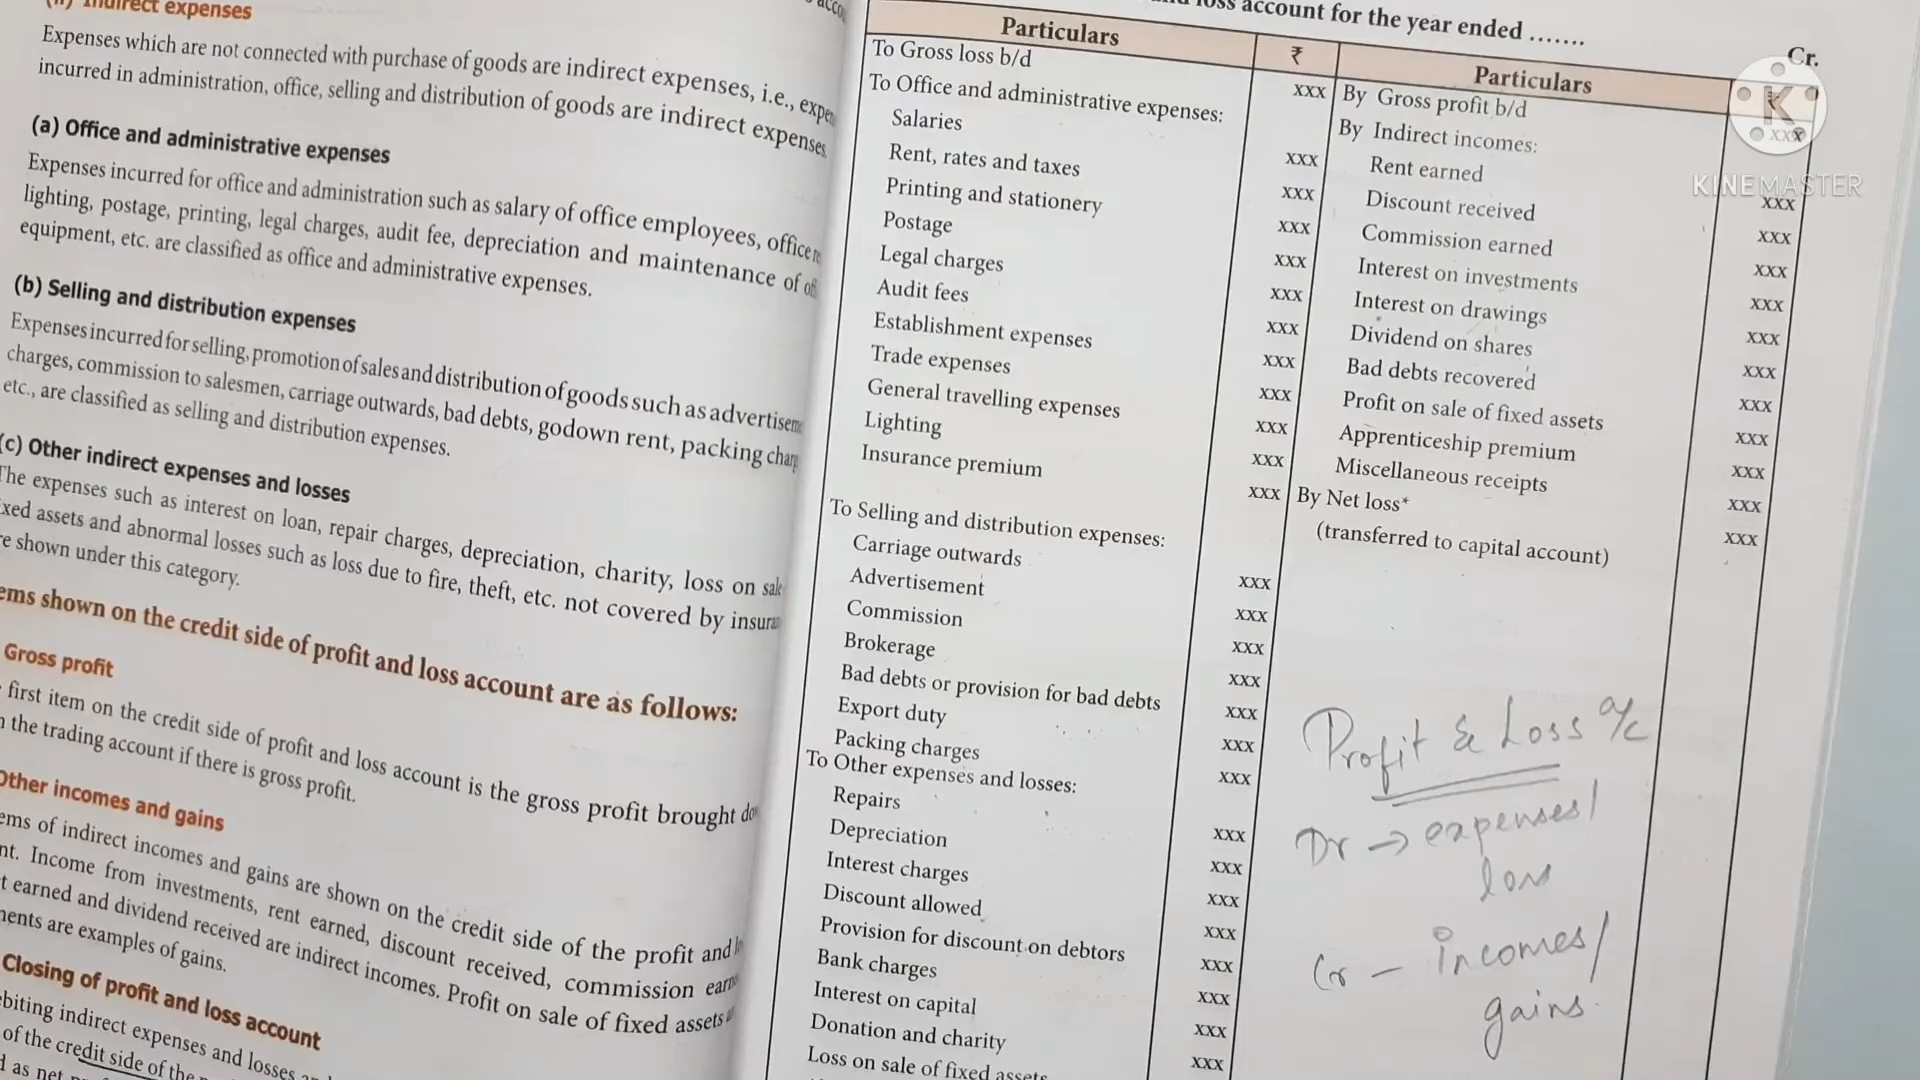 Indirect expenses
Expenses which are not connected with purchase of goods are indirect expenses, i.e.,
incurred in administration, office, selling and distribution of goods are indirect expenses,
(a) Office and administrative expenses
Expenses incurred for office and administration such as salary of office employees, office
lighting, postage, printing, legal charges, audit fee, depreciation and maintenance of
equipment, etc. are classified as office and administrative expenses.
(b) Selling and distribution expenses
Expenses incurred for selling, promotion of sales and distribution of goods such as
charges, commission to salesmen, carriage outwards, bad debts, godown rent, packing
etc., are classified as selling and distribution expenses.
(c) Other indirect expenses and losses
The expenses such as interest on loan, repair charges, depreciation, charity, loss on
assets and abnormal losses such as loss due to fire, theft, etc. not covered by
shown under this category.
shown on the credit side of profit and loss account are as follows:
Gross profit
first item on the credit side of profit and loss account is the gross profit brought
the trading account if there is gross profit.
Other incomes and gains
of indirect incomes and gains are shown on the credit side of the profit and
Income from investments, rent earned, discount received, commission
earned and dividend received are indirect incomes. Profit on sale of fixed assets
are examples of gains.
Closing of profit and loss account
indirect expenses and losses
of the credit side of the
as net
loss account for the year ended .......
Cr.
Particulars ₹ Particulars ₹
To Gross loss b/d xxx By Gross profit b/d xxx
To Office and administrative expenses: By Indirect incomes:
Salaries xxx Rent earned xxx
Rent, rates and taxes xxx Discount received xxx
Printing and stationery xxx Commission earned xxx
Postage xxx Interest on investments xxx
Legal charges xxx Interest on drawings xxx
Audit fees xxx Dividend on shares xxx
Establishment expenses xxx Bad debts recovered xxx
Trade expenses xxx Profit on sale of fixed assets xxx
General travelling expenses xxx Apprenticeship premium xxx
Lighting xxx Miscellaneous receipts xxx
Insurance premium xxx By Net loss* xxx
(transferred to capital account)
To Selling and distribution expenses:
Carriage outwards xxx
Advertisement xxx
Commission xxx
Brokerage xxx
Bad debts or provision for bad debts xxx
Export duty xxx
Packing charges xxx
To Other expenses and losses:
Repairs xxx
Depreciation xxx
Interest charges xxx
Discount allowed xxx
Provision for discount on debtors xxx
Bank charges xxx
Interest on capital xxx
Donation and charity xxx
Loss on sale of fixed assets
Profit & Loss a/c
Dr → expenses/
loss
Cr - incomes/
gains.
K
KINEMASTER